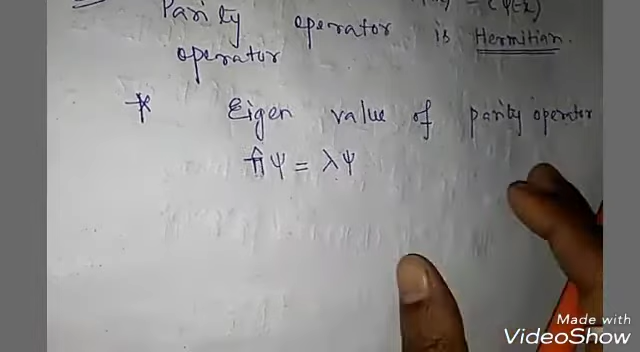 = ψ(-x)
Parity operator is Hermitian.
operator
* Eigen value of parity operator
π̂ψ = λψ
Made with
VideoShow